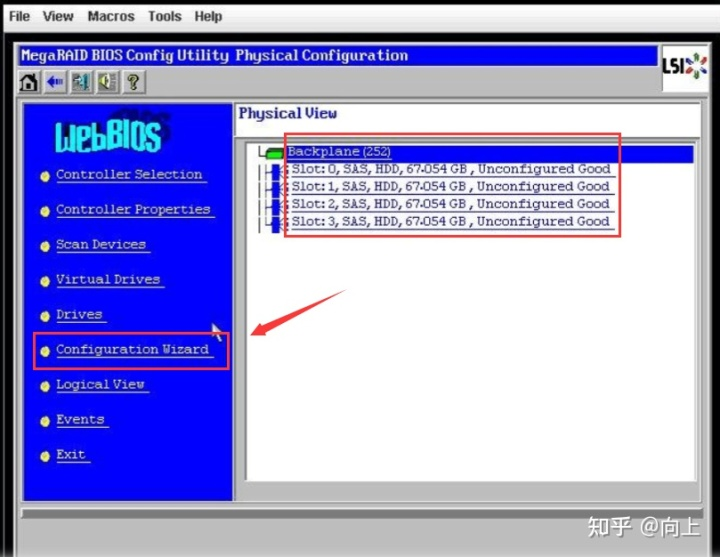 File View Macros Tools Help
MegaRAID BIOS Config Utility Physical Configuration
LSI
WebBIOS
Controller Selection
Controller Properties
Scan Devices
Virtual Drives
Drives
Configuration Wizard
Logical View
Events
Exit
Physical View
Backplane (252)
Slot: 0, SAS, HDD, 67.054 GB, Unconfigured Good
Slot: 1, SAS, HDD, 67.054 GB, Unconfigured Good
Slot: 2, SAS, HDD, 67.054 GB, Unconfigured Good
Slot: 3, SAS, HDD, 67.054 GB, Unconfigured Good
知乎 @向上